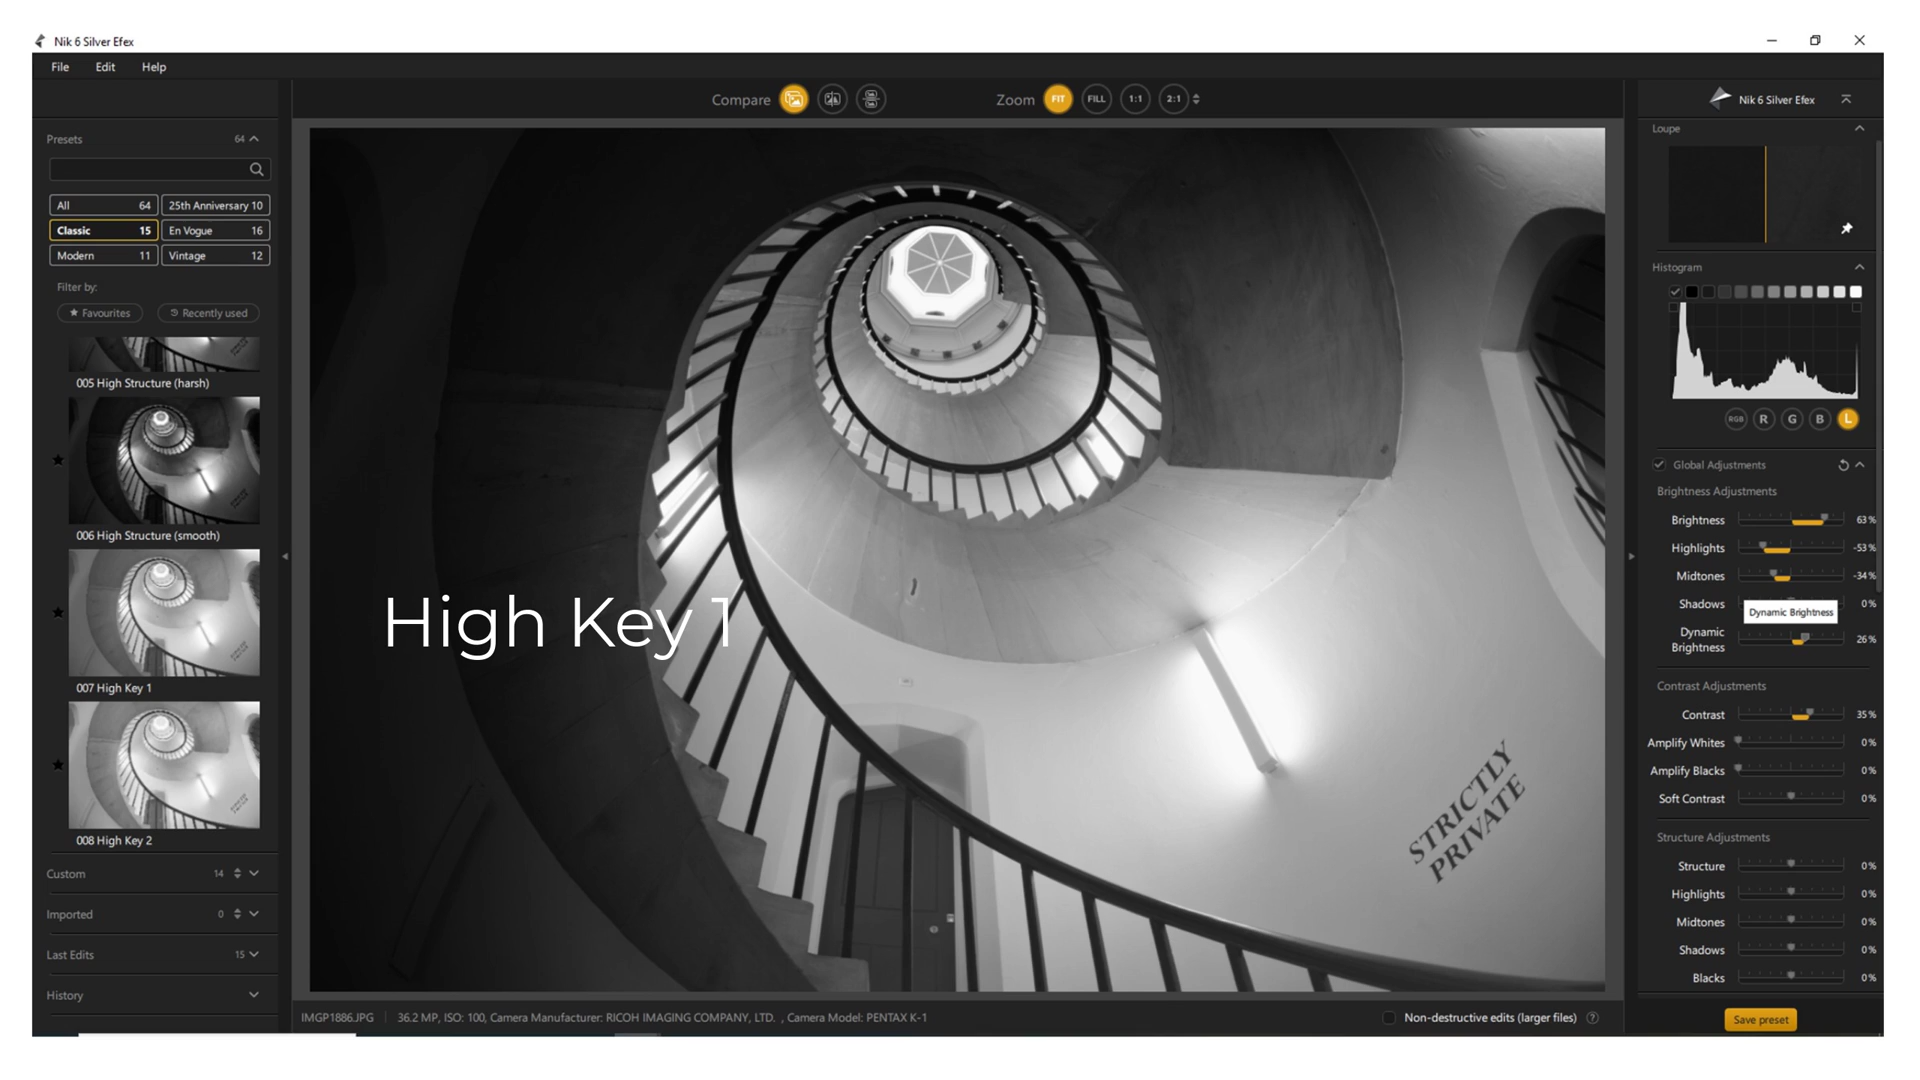 Nik 6 Silver Efex
File Edit Help
Compare
Zoom FIT FILL 1:1 2:1
Nik 6 Silver Efex
Presets 64
All 64 25th Anniversary 10
Classic 15 En Vogue 16
Modern 11 Vintage 12
Filter by:
Favourites Recently used
005 High Structure (harsh)
006 High Structure (smooth)
007 High Key 1
008 High Key 2
Custom 14
Imported 0
Last Edits 15
History
High Key 1
STRICTLY
PRIVATE
IMGP1886.JPG 36.2 MP, ISO: 100, Camera Manufacturer: RICOH IMAGING COMPANY, LTD. , Camera Model: PENTAX K-1
Non-destructive edits (larger files) ?
Loupe
Histogram
RGB R G B L
Global Adjustments
Brightness Adjustments
Brightness 63 %
Highlights -53 %
Midtones -34 %
Shadows 0 %
Dynamic Brightness
Dynamic
Brightness 26 %
Contrast Adjustments
Contrast 35 %
Amplify Whites 0 %
Amplify Blacks 0 %
Soft Contrast 0 %
Structure Adjustments
Structure 0 %
Highlights 0 %
Midtones 0 %
Shadows 0 %
Blacks 0 %
Save preset